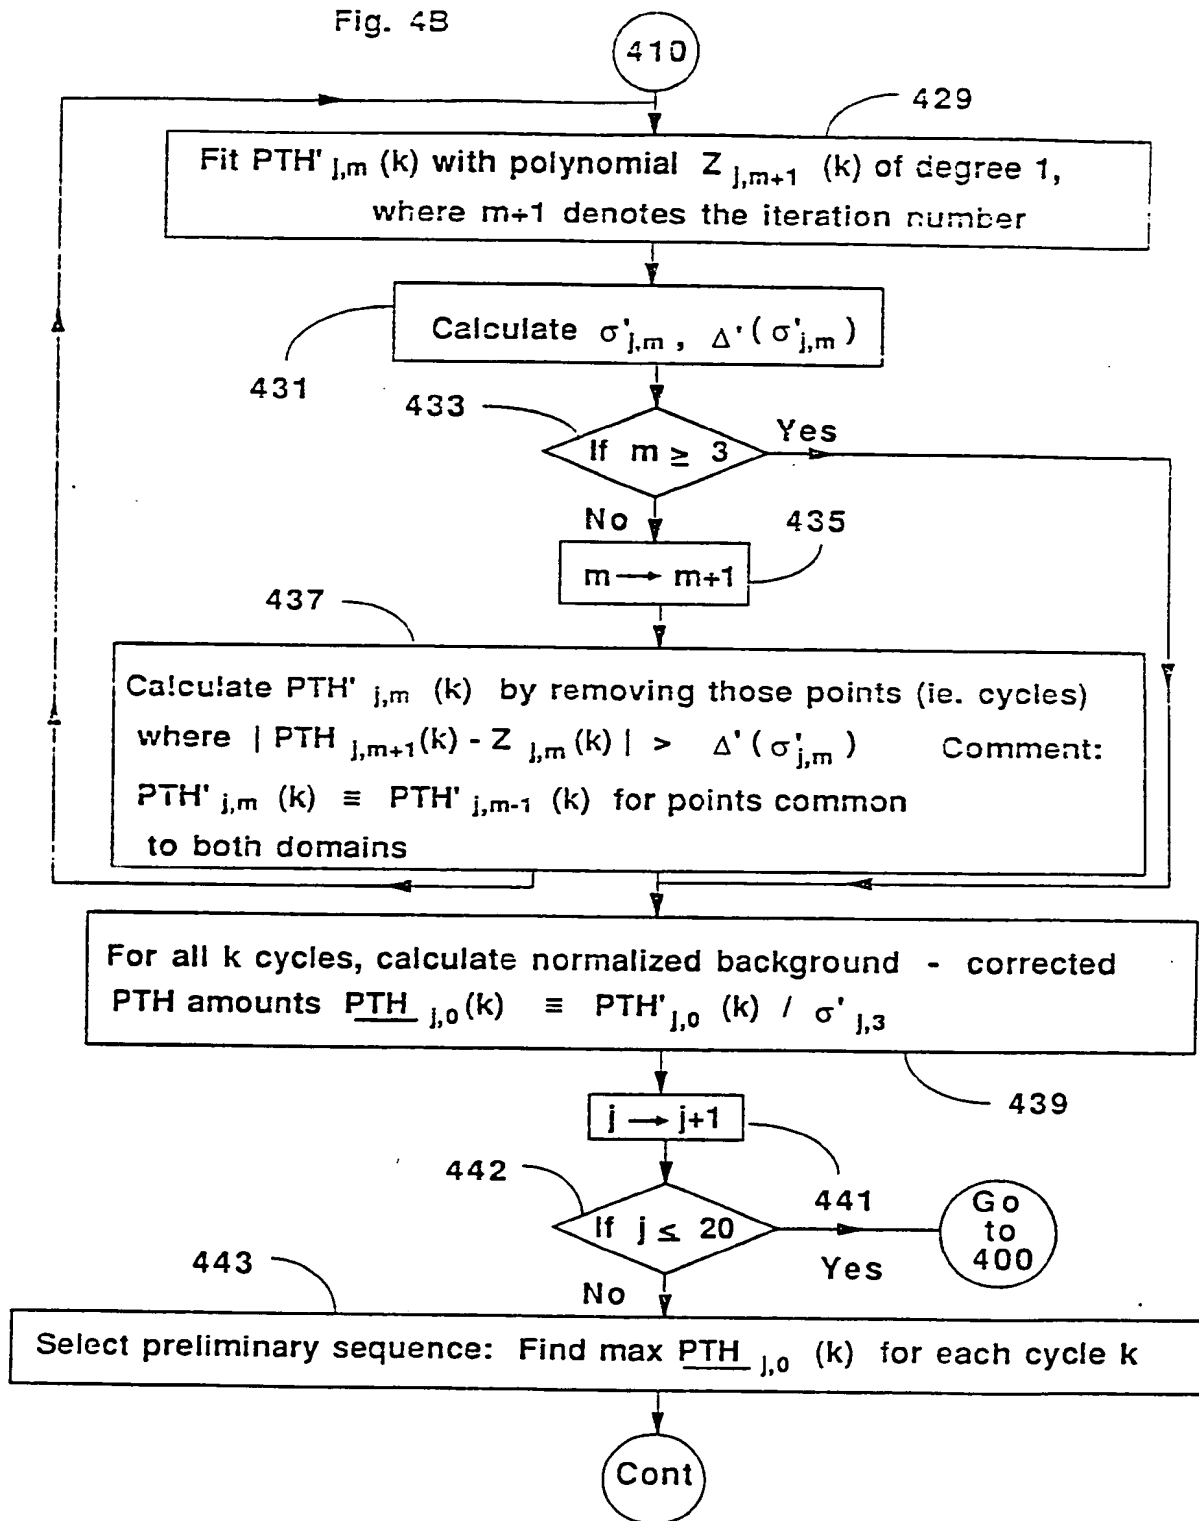 Fig. 4B
410
429
Fit PTH' j,m (k) with polynomial Z j,m+1 (k) of degree 1,
where m+1 denotes the iteration number
Calculate σ'j,m , Δ'(σ'j,m)
431
433
If m ≥ 3
Yes
No
435
m → m+1
437
Calculate PTH' j,m (k) by removing those points (ie. cycles)
where | PTH j,m+1(k) - Z j,m(k) | > Δ'(σ'j,m) Comment:
PTH' j,m (k) ≡ PTH' j,m-1 (k) for points common
to both domains
For all k cycles, calculate normalized background - corrected
PTH amounts PTH j,0(k) ≡ PTH'j,0 (k) / σ' j,3
439
j → j+1
441
442
If j ≤ 20
Yes
Go
to
400
443
No
Select preliminary sequence: Find max PTH j,0 (k) for each cycle k
Cont